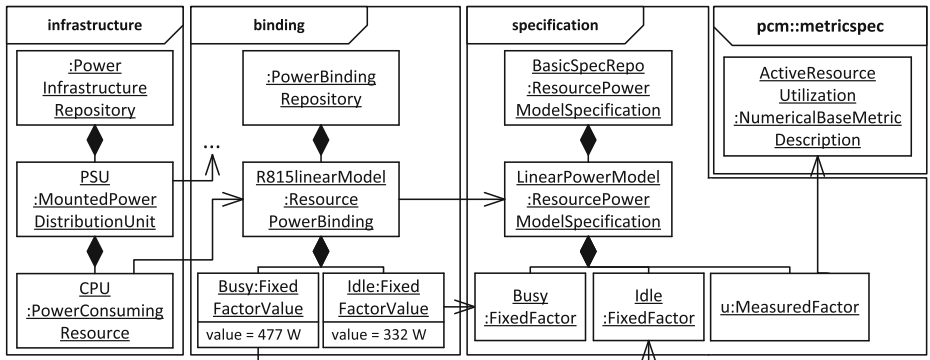 infrastructure
:Power
Infrastructure
Repository
PSU
:MountedPower
DistributionUnit
CPU
:PowerConsuming
Resource
binding
:PowerBinding
Repository
...
R815linearModel
:Resource
PowerBinding
Busy:Fixed
FactorValue
value = 477 W
Idle:Fixed
FactorValue
value = 332 W
specification
BasicSpecRepo
:ResourcePower
ModelSpecification
LinearPowerModel
:ResourcePower
ModelSpecification
Busy
:FixedFactor
Idle
:FixedFactor
u:MeasuredFactor
pcm::metricspec
ActiveResource
Utilization
:NumericalBaseMetric
Description